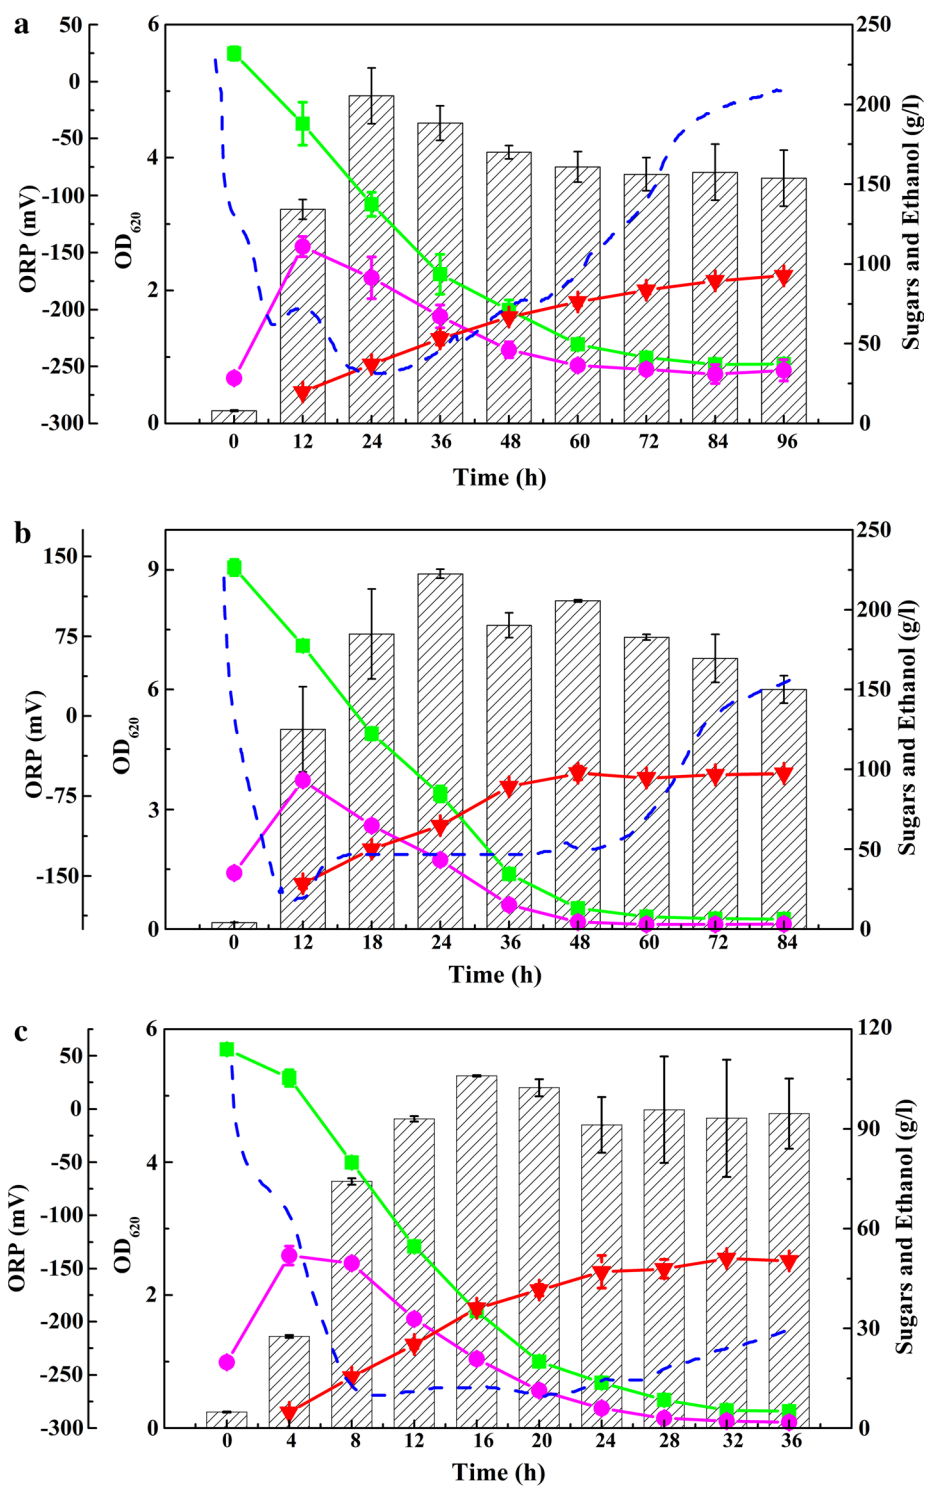 a
50
0
-50
-100
-150
-200
-250
-300
ORP (mV)
6
4
2
0
OD620
250
200
150
100
50
0
Sugars and Ethanol (g/l)
0 12 24 36 48 60 72 84 96
Time (h)
b
150
75
0
-75
-150
ORP (mV)
9
6
3
0
OD620
250
200
150
100
50
0
Sugars and Ethanol (g/l)
0 12 18 24 36 48 60 72 84
Time (h)
c
50
0
-50
-100
-150
-200
-250
-300
ORP (mV)
6
4
2
0
OD620
120
90
60
30
0
Sugars and Ethanol (g/l)
0 4 8 12 16 20 24 28 32 36
Time (h)